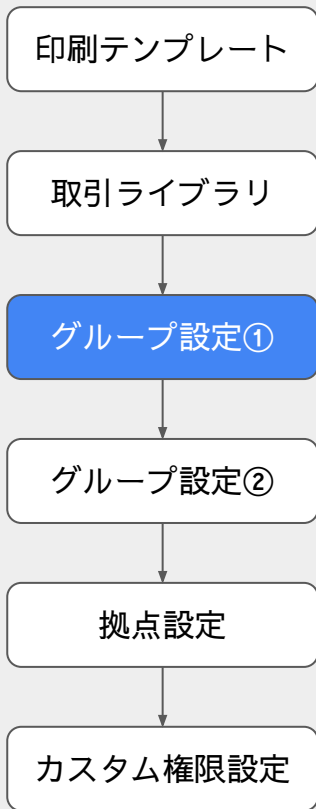 印刷テンプレート
取引ライブラリ
グループ設定①
グループ設定②
拠点設定
カスタム権限設定